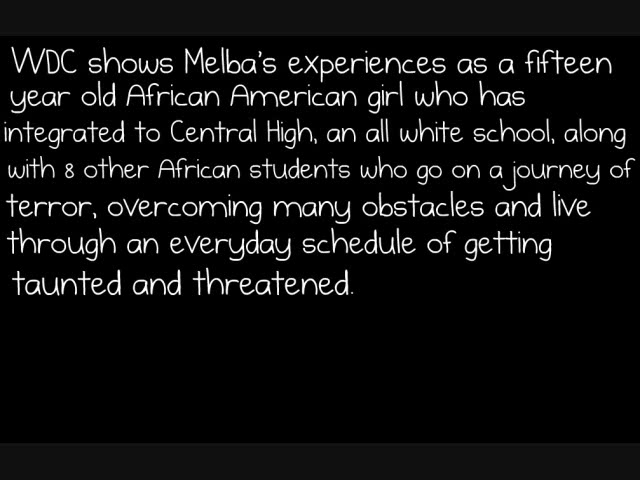 WDC shows Melba's experiences as a fifteen
year old African American girl who has
integrated to Central High, an all white school, along
with 8 other African students who go on a journey of
terror, overcoming many obstacles and live
through an everyday schedule of getting
taunted and threatened.